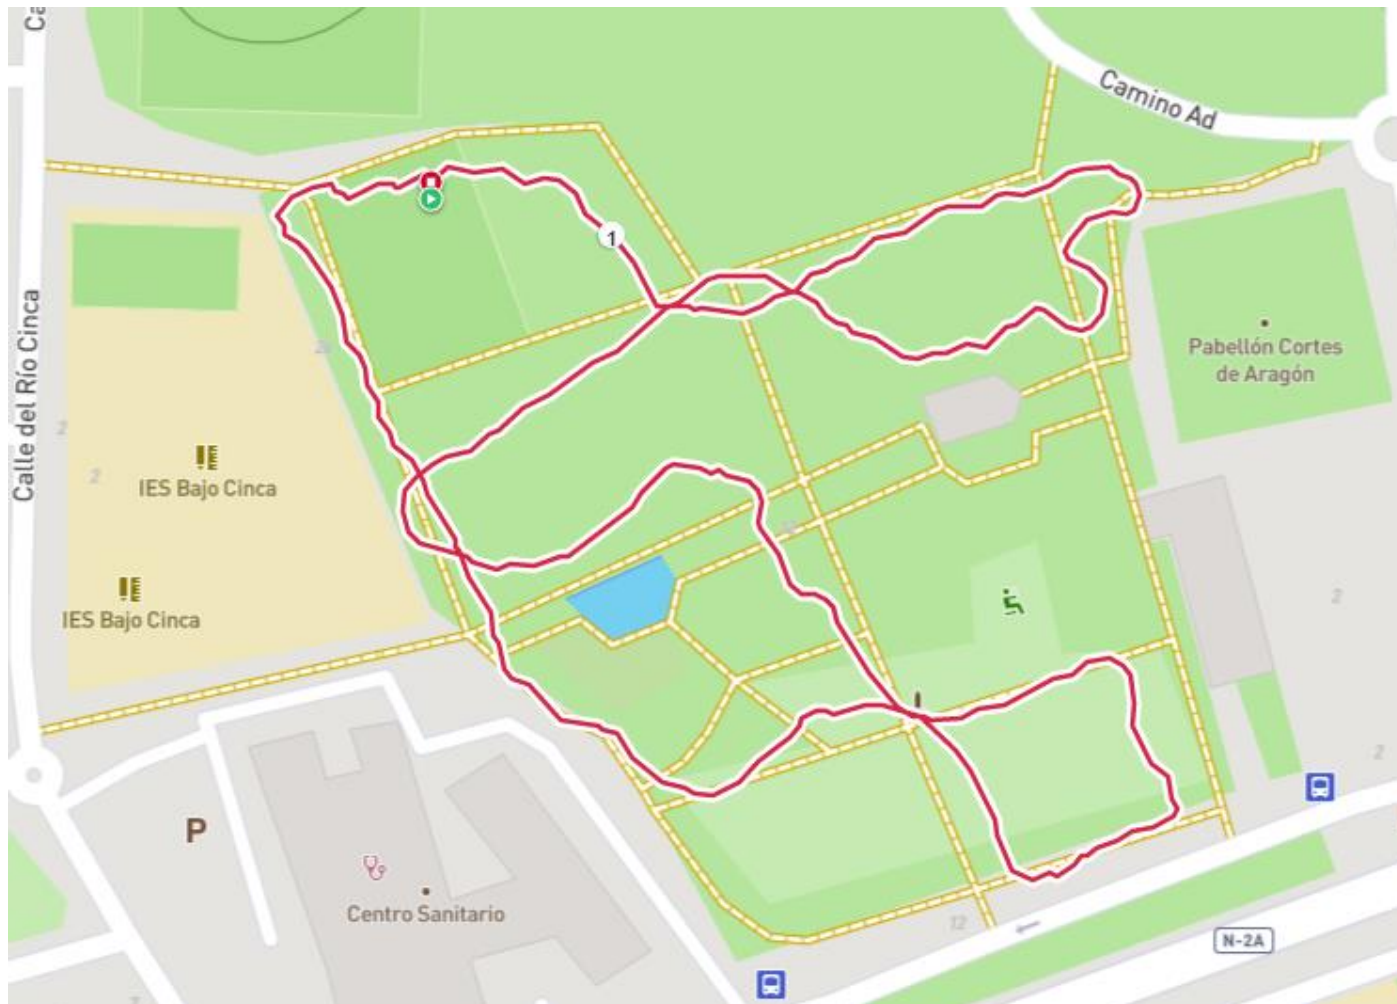 Ca
Camino Ad
1
Calle del Río Cinca
Pabellón Cortes
de Aragón
2
2
IES Bajo Cinca
IES Bajo Cinca
2
2
P
Centro Sanitario
12
N-2A